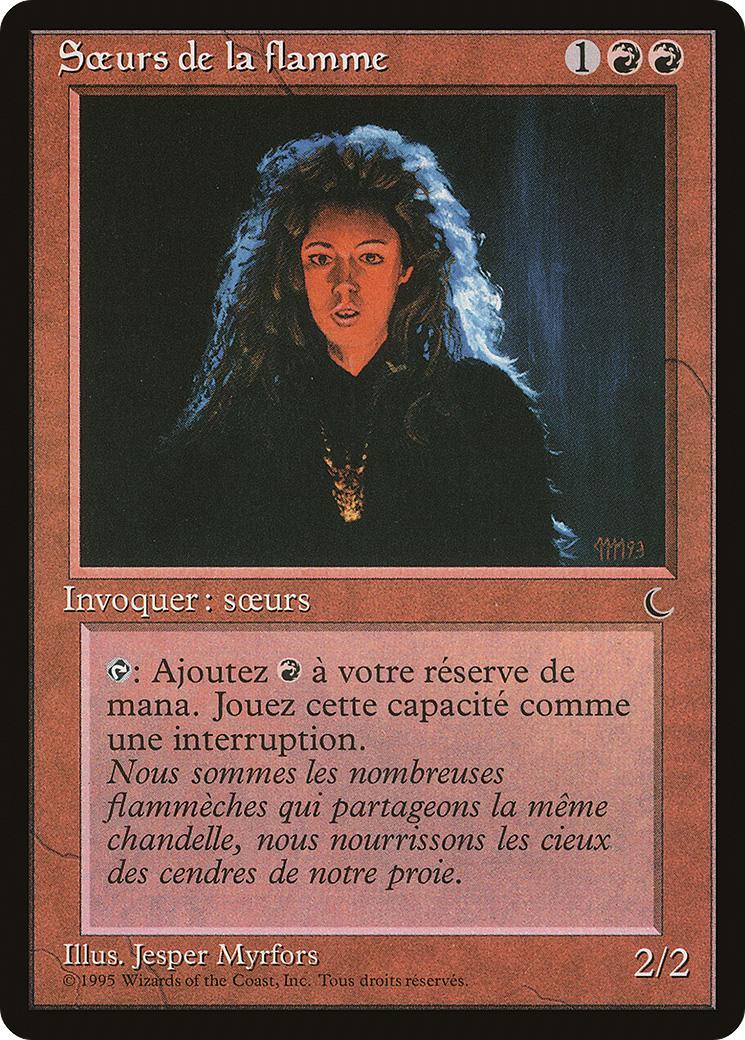 Sœurs de la flamme
1
Invoquer : sœurs
: Ajoutez à votre réserve de
mana. Jouez cette capacité comme
une interruption.
Nous sommes les nombreuses
flammèches qui partageons la même
chandelle, nous nourrissons les cieux
des cendres de notre proie.
Illus. Jesper Myrfors
2/2
©1995 Wizards of the Coast, Inc. Tous droits réservés.